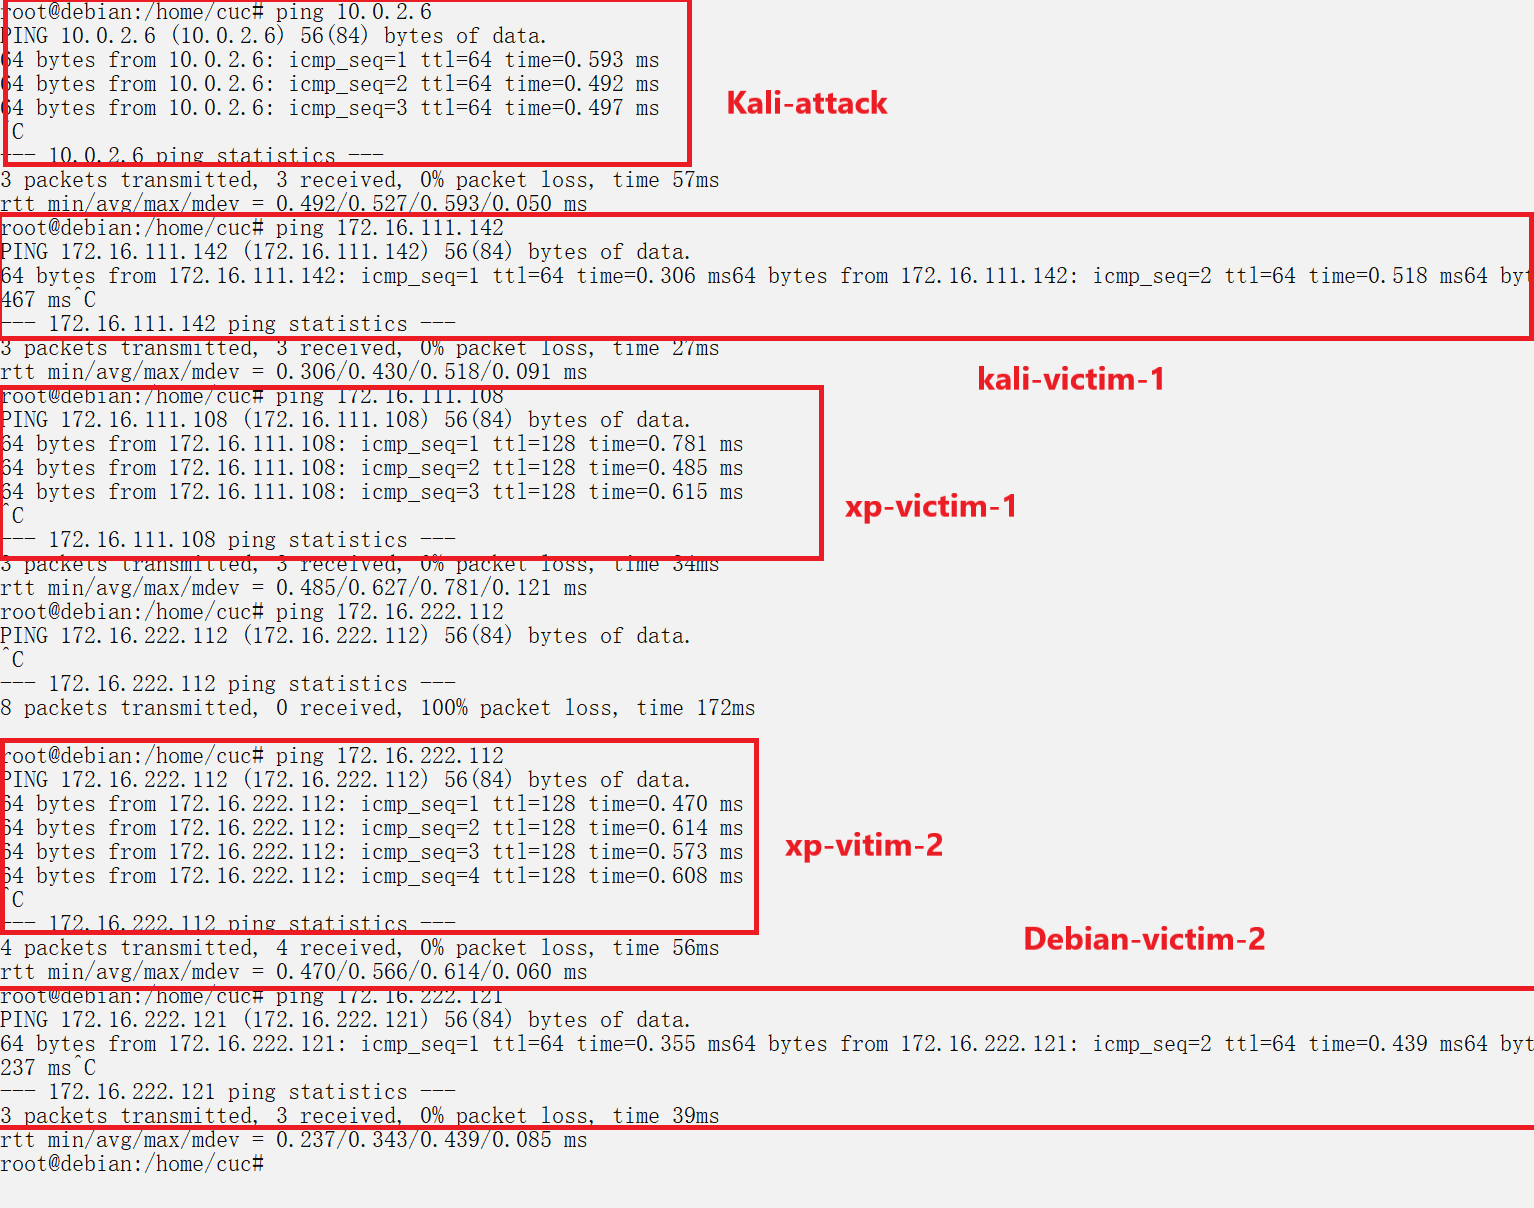 root@debian:/home/cuc# ping 10.0.2.6
PING 10.0.2.6 (10.0.2.6) 56(84) bytes of data.
64 bytes from 10.0.2.6: icmp_seq=1 ttl=64 time=0.593 ms
64 bytes from 10.0.2.6: icmp_seq=2 ttl=64 time=0.492 ms
64 bytes from 10.0.2.6: icmp_seq=3 ttl=64 time=0.497 ms
Kali-attack
^C
--- 10.0.2.6 ping statistics ---
3 packets transmitted, 3 received, 0% packet loss, time 57ms
rtt min/avg/max/mdev = 0.492/0.527/0.593/0.050 ms
root@debian:/home/cuc# ping 172.16.111.142
PING 172.16.111.142 (172.16.111.142) 56(84) bytes of data.
64 bytes from 172.16.111.142: icmp_seq=1 ttl=64 time=0.306 ms64 bytes from 172.16.111.142: icmp_seq=2 ttl=64 time=0.518 ms64 byt
467 ms^C
--- 172.16.111.142 ping statistics ---
3 packets transmitted, 3 received, 0% packet loss, time 27ms
rtt min/avg/max/mdev = 0.306/0.430/0.518/0.091 ms
kali-victim-1
root@debian:/home/cuc# ping 172.16.111.108
PING 172.16.111.108 (172.16.111.108) 56(84) bytes of data.
64 bytes from 172.16.111.108: icmp_seq=1 ttl=128 time=0.781 ms
64 bytes from 172.16.111.108: icmp_seq=2 ttl=128 time=0.485 ms
64 bytes from 172.16.111.108: icmp_seq=3 ttl=128 time=0.615 ms
xp-victim-1
^C
--- 172.16.111.108 ping statistics ---
3 packets transmitted, 3 received, 0% packet loss, time 34ms
rtt min/avg/max/mdev = 0.485/0.627/0.781/0.121 ms
root@debian:/home/cuc# ping 172.16.222.112
PING 172.16.222.112 (172.16.222.112) 56(84) bytes of data.
^C
--- 172.16.222.112 ping statistics ---
8 packets transmitted, 0 received, 100% packet loss, time 172ms
root@debian:/home/cuc# ping 172.16.222.112
PING 172.16.222.112 (172.16.222.112) 56(84) bytes of data.
64 bytes from 172.16.222.112: icmp_seq=1 ttl=128 time=0.470 ms
64 bytes from 172.16.222.112: icmp_seq=2 ttl=128 time=0.614 ms
64 bytes from 172.16.222.112: icmp_seq=3 ttl=128 time=0.573 ms
xp-vitim-2
64 bytes from 172.16.222.112: icmp_seq=4 ttl=128 time=0.608 ms
^C
--- 172.16.222.112 ping statistics ---
Debian-victim-2
4 packets transmitted, 4 received, 0% packet loss, time 56ms
rtt min/avg/max/mdev = 0.470/0.566/0.614/0.060 ms
root@debian:/home/cuc# ping 172.16.222.121
PING 172.16.222.121 (172.16.222.121) 56(84) bytes of data.
64 bytes from 172.16.222.121: icmp_seq=1 ttl=64 time=0.355 ms64 bytes from 172.16.222.121: icmp_seq=2 ttl=64 time=0.439 ms64 byt
237 ms^C
--- 172.16.222.121 ping statistics ---
3 packets transmitted, 3 received, 0% packet loss, time 39ms
rtt min/avg/max/mdev = 0.237/0.343/0.439/0.085 ms
root@debian:/home/cuc#